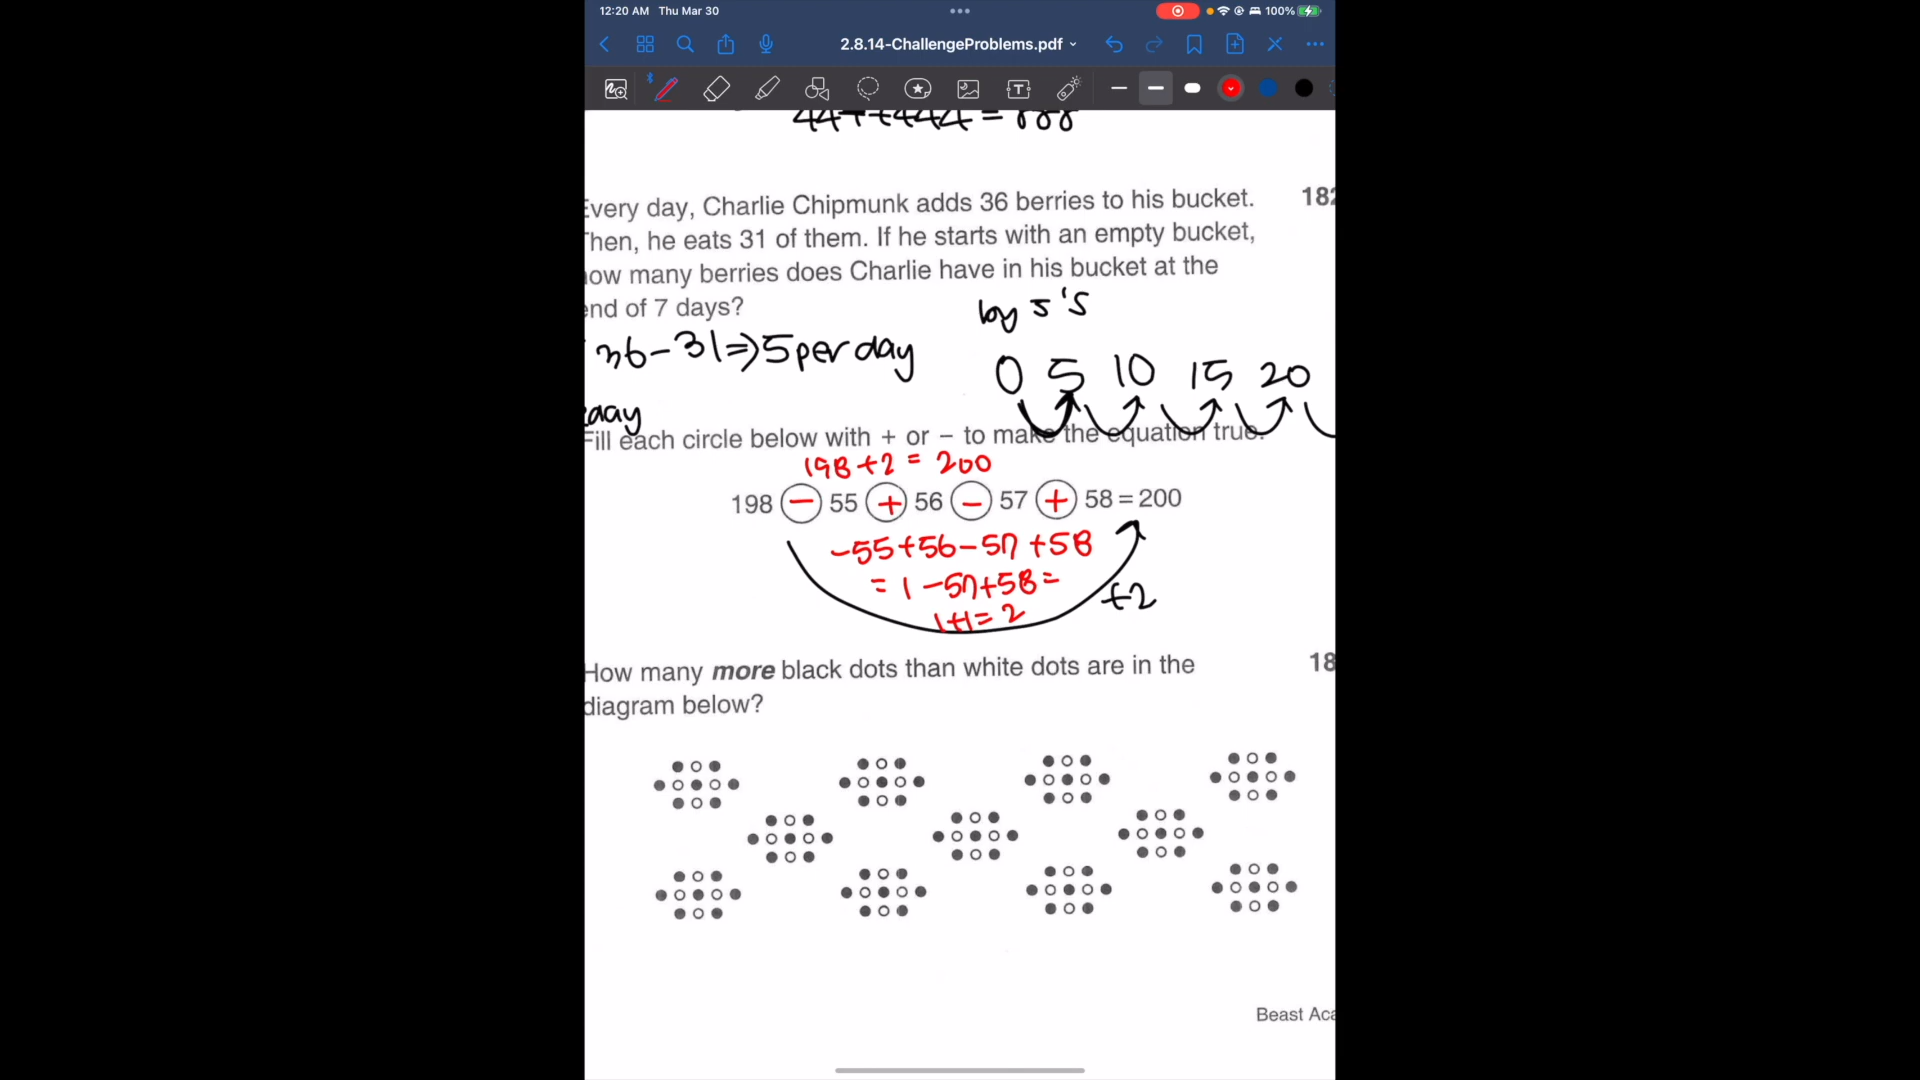 12:20 AM Thu Mar 30
100%
2.8.14-ChallengeProblems.pdf
= 888
Every day, Charlie Chipmunk adds 36 berries to his bucket. 182
Then, he eats 31 of them. If he starts with an empty bucket,
how many berries does Charlie have in his bucket at the
end of 7 days?
by 5's
36-31=>5 per day
0 5 10 15 20
Fill each circle below with + or − to make the equation true.
198+2 = 200
198 − 55 + 56 − 57 + 58 = 200
-55+56-57+58
= 1-57+58=
1+1=2
+2
How many more black dots than white dots are in the 18
diagram below?
Beast Aca